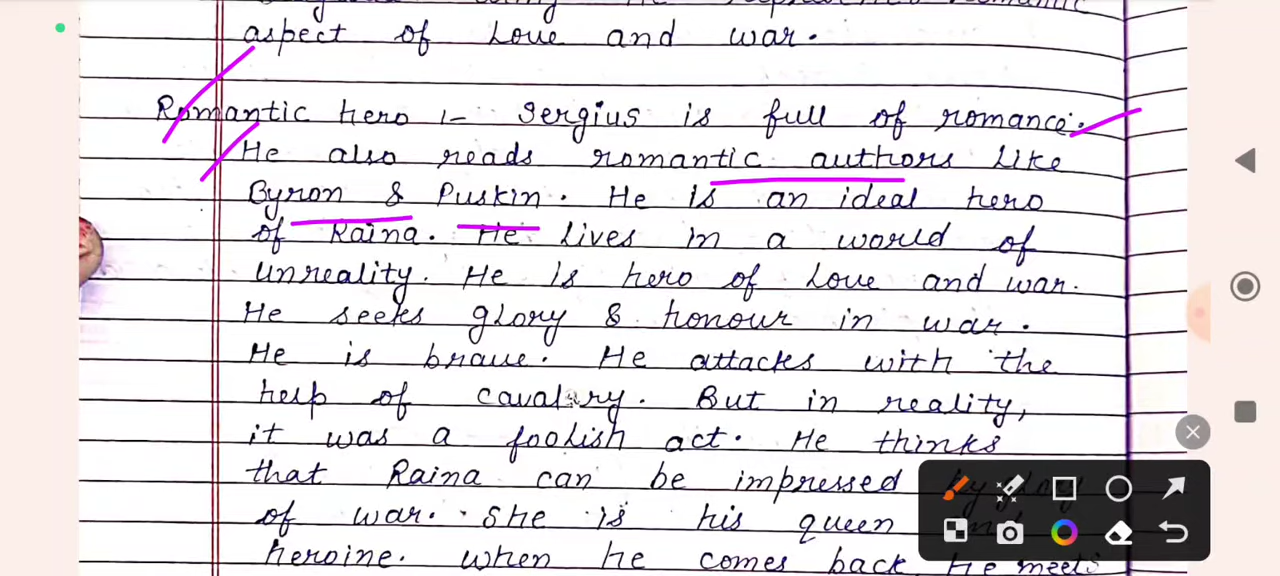 aspect of Love and war.
Romantic hero :- Sergius is full of romance.
He also reads romantic authors like
Byron & Puskin. He is an ideal hero
of Raina. He lives in a world of
unreality. He is hero of Love and war.
He seeks glory & honour in war.
He is brave. He attacks with the
help of cavalary. But in reality,
it was a foolish act. He thinks
that Raina can be impressed
of war. She is his queen
heroine. When he comes back he meets